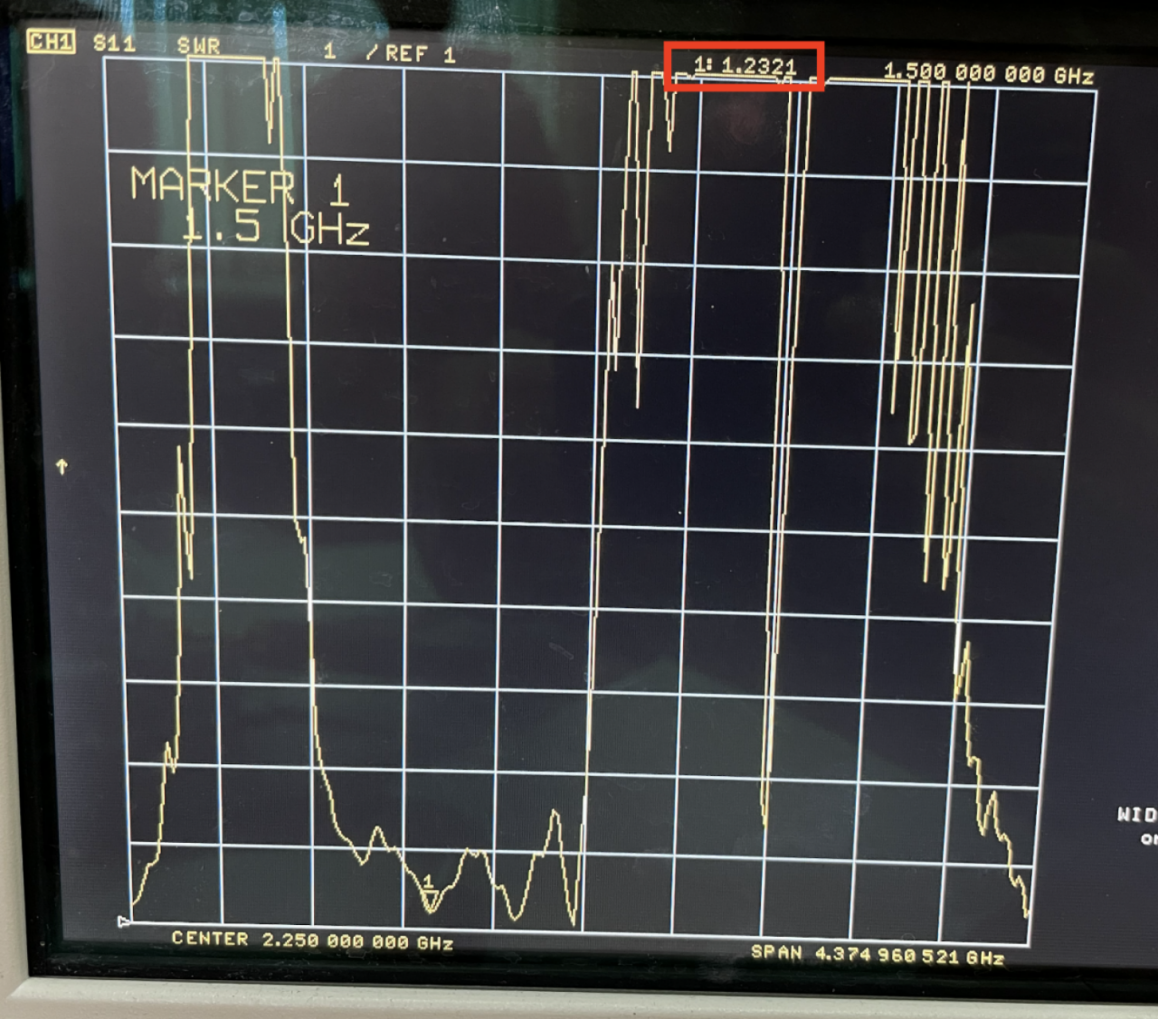 CH1 S11 SWR 1 / REF 1 1: 1.2321 1.500 000 000 GHz
MARKER 1
1.5 GHz
1
CENTER 2.250 000 000 GHz SPAN 4.374 960 521 GHz